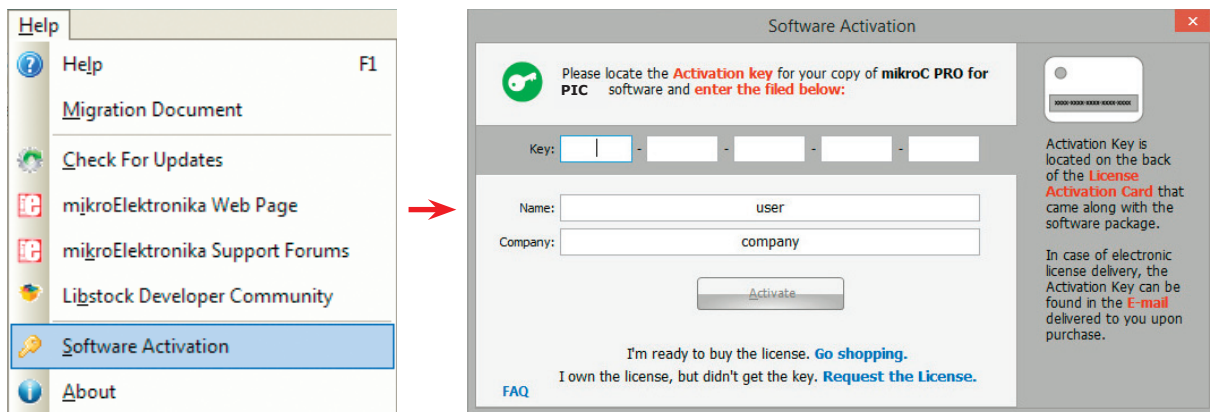 Help
Help F1
Migration Document
Check For Updates
mikroElektronika Web Page
mikroElektronika Support Forums
Libstock Developer Community
Software Activation
About
Software Activation
Please locate the Activation key for your copy of mikroC PRO for
PIC software and enter the filed below:
Key: - - - -
Name: user
Company: company
Activate
I'm ready to buy the license. Go shopping.
I own the license, but didn't get the key. Request the License.
FAQ
XXXX-XXXX-XXXX-XXXX-XXXX
Activation Key is
located on the back
of the License
Activation Card that
came along with the
software package.
In case of electronic
license delivery, the
Activation Key can be
found in the E-mail
delivered to you upon
purchase.